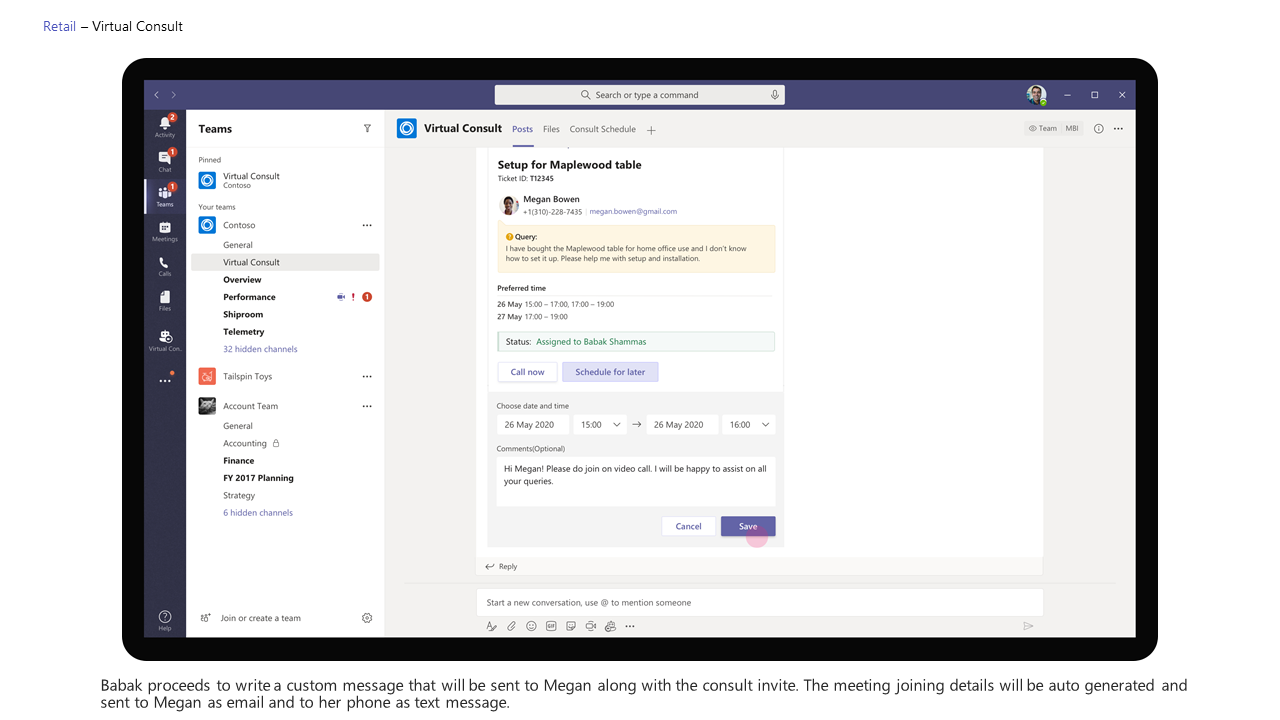 Retail – Virtual Consult
Search or type a command
2
Activity
1
Chat
1
Teams
Meetings
Calls
Files
Virtual Con..
Help
Teams
Pinned
Virtual Consult
Contoso
Your teams
Contoso
General
Virtual Consult
Overview
Performance
1
Shiproom
Telemetry
32 hidden channels
Tailspin Toys
Account Team
General
Accounting
Finance
FY 2017 Planning
Strategy
6 hidden channels
Join or create a team
Virtual Consult Posts Files Consult Schedule
Team MBI
Setup for Maplewood table
Ticket ID: T12345
Megan Bowen
+1(310)-228-7435 | megan.bowen@gmail.com
Query:
I have bought the Maplewood table for home office use and I don't know
how to set it up. Please help me with setup and installation.
Preferred time
26 May 15:00 – 17:00, 17:00 – 19:00
27 May 17:00 – 19:00
Status: Assigned to Babak Shammas
Call now Schedule for later
Choose date and time
26 May 2020 15:00 → 26 May 2020 16:00
Comments(Optional)
Hi Megan! Please do join on video call. I will be happy to assist on all
your queries.
Cancel Save
Reply
Start a new conversation, use @ to mention someone
GIF
Babak proceeds to write a custom message that will be sent to Megan along with the consult invite. The meeting joining details will be auto generated and
sent to Megan as email and to her phone as text message.